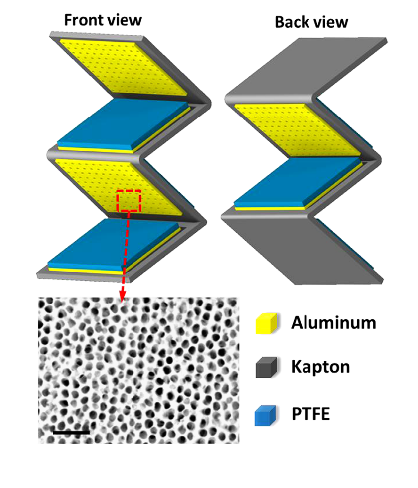 Front view
Back view
Aluminum
Kapton
PTFE